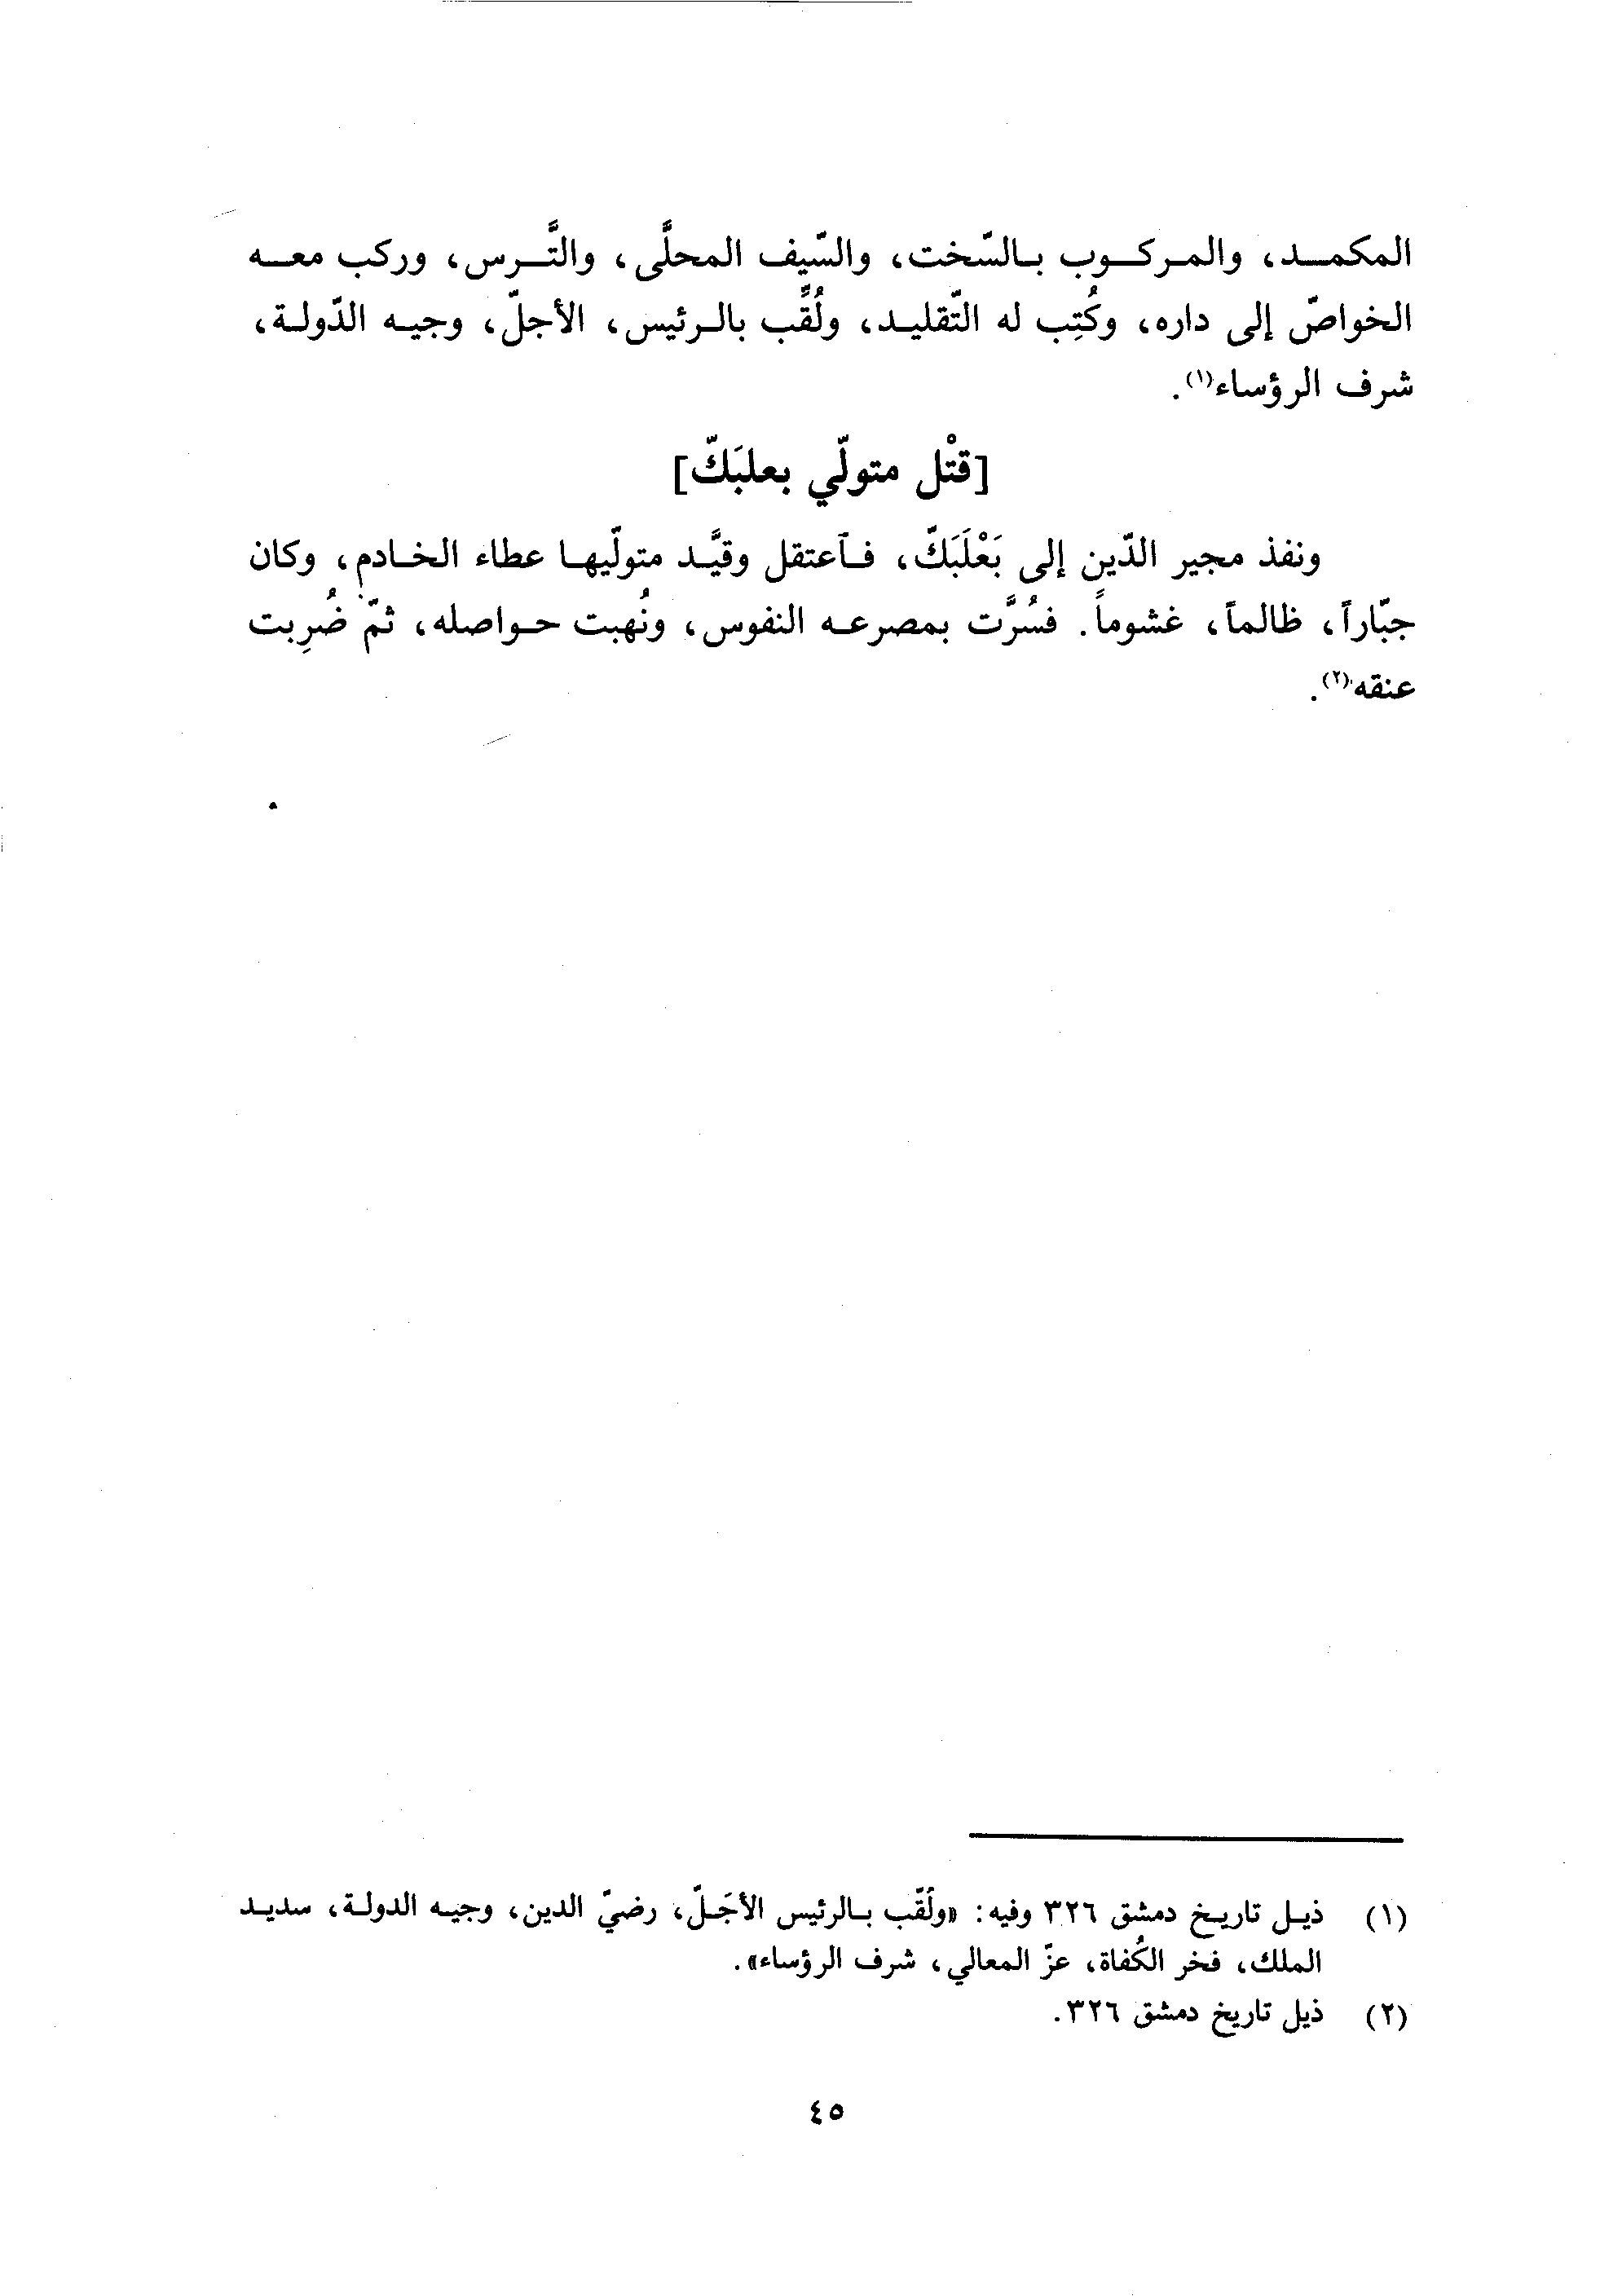 المكمد، والمركوب بالسّخت، والسّيف المحلَّى، والتَّرس، وركب معه
الخواصّ إلى داره، وكُتِب له التّقليد، ولُقِّب بالرئيس، الأجلّ، وجيه الدّولة،
شرف الرؤساء(١).
[قتْل متولّي بعلبَكّ]
ونفذ مجير الدّين إلى بَعْلَبَكّ، فآعتقل وقيَّد متولّيها عطاء الخادم، وكان
جبّاراً، ظالماً، غشوماً. فسُرَّت بمصرعه النفوس، ونُهبت حواصله، ثمّ ضُرِبت
عنقه(٢).
(١) ذيل تاريخ دمشق ٣٢٦ وفيه: «ولُقّب بالرئيس الأجَلّ، رضيّ الدين، وجيه الدولة، سديد
الملك، فخر الكُفاة، عزّ المعالي، شرف الرؤساء».
(٢) ذيل تاريخ دمشق ٣٢٦.
٤٥